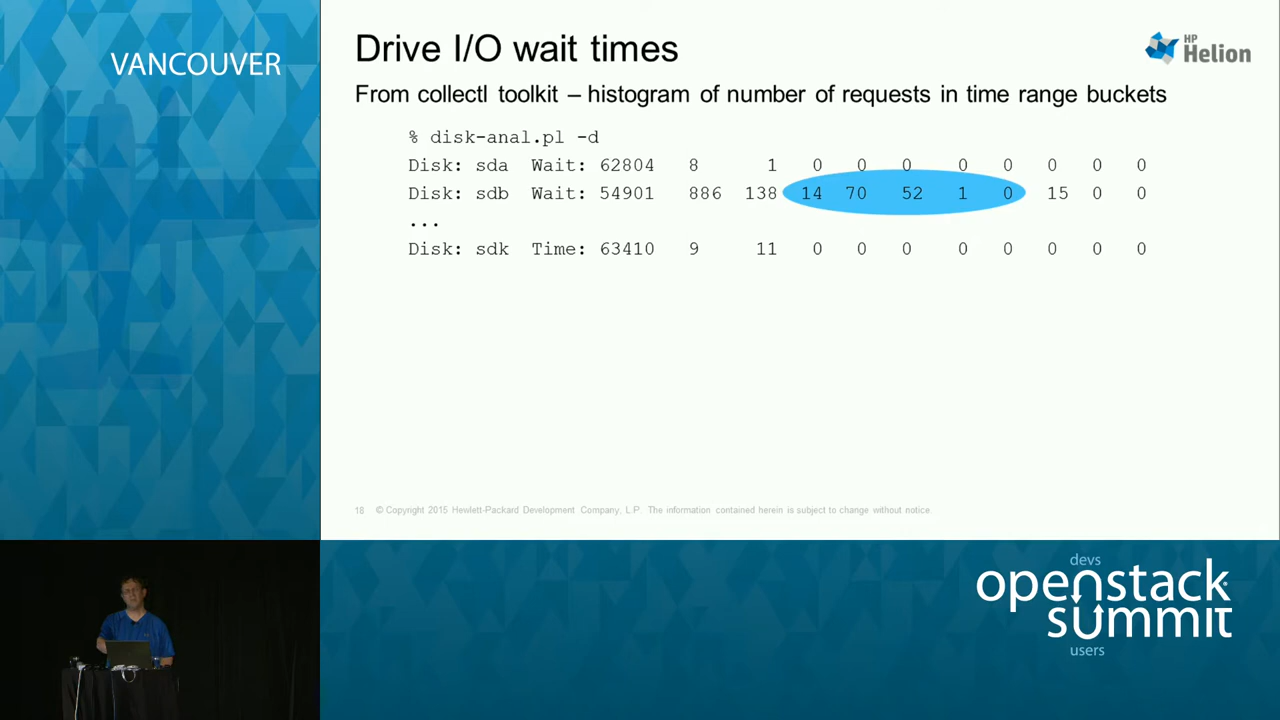 VANCOUVER
Drive I/O wait times
HP
Helion
From collectl toolkit – histogram of number of requests in time range buckets
% disk-anal.pl -d
Disk: sda Wait: 62804 8 1 0 0 0 0 0 0 0 0
Disk: sdb Wait: 54901 886 138 14 70 52 1 0 15 0 0
...
Disk: sdk Time: 63410 9 11 0 0 0 0 0 0 0 0
18 © Copyright 2015 Hewlett-Packard Development Company, L.P. The information contained herein is subject to change without notice.
devs
openstack
summit
users